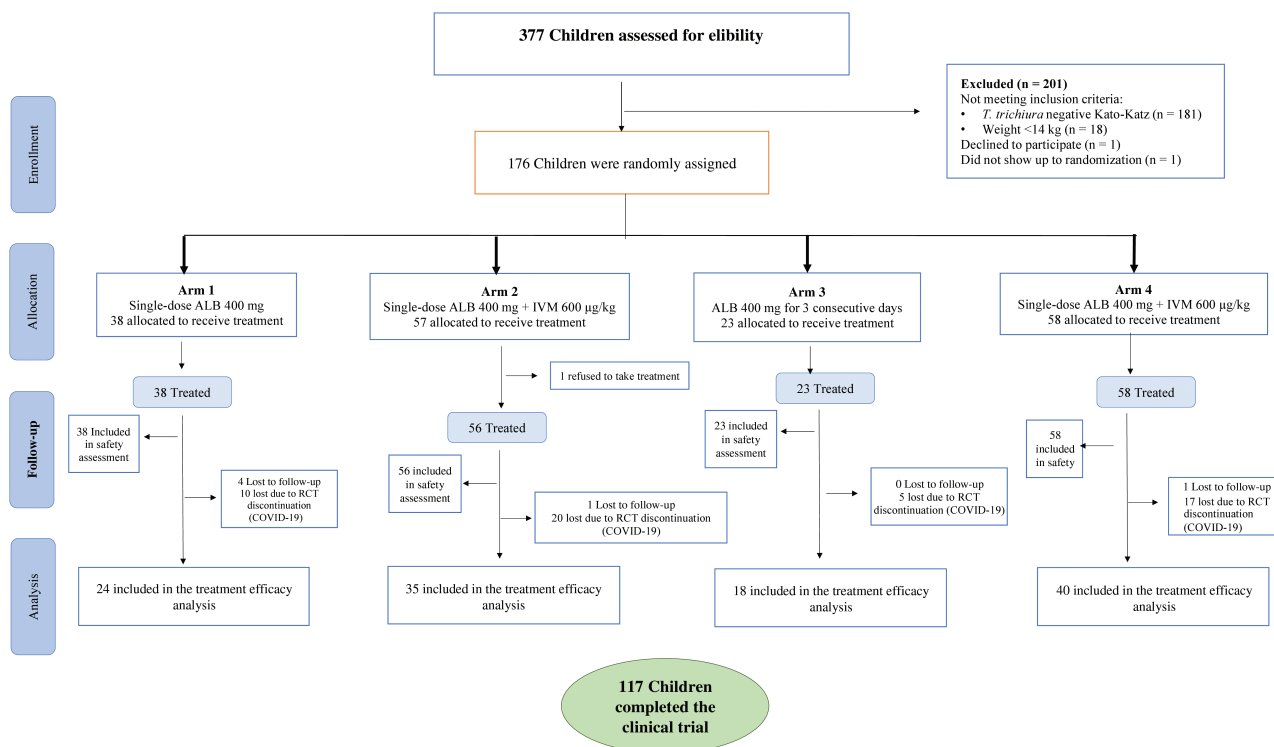 377 Children assessed for elibility
Excluded (n = 201)
Not meeting inclusion criteria:
• T. trichiura negative Kato-Katz (n = 181)
• Weight <14 kg (n = 18)
Declined to participate (n = 1)
Did not show up to randomization (n = 1)
Enrollment
176 Children were randomly assigned
Allocation
Arm 1
Single-dose ALB 400 mg
38 allocated to receive treatment
Arm 2
Single-dose ALB 400 mg + IVM 600 μg/kg
57 allocated to receive treatment
Arm 3
ALB 400 mg for 3 consecutive days
23 allocated to receive treatment
Arm 4
Single-dose ALB 400 mg + IVM 600 μg/kg
58 allocated to receive treatment
Follow-up
38 Treated
1 refused to take treatment
56 Treated
23 Treated
58 Treated
38 Included
in safety
assessment
4 Lost to follow-up
10 lost due to RCT
discontinuation
(COVID-19)
56 included
in safety
assessment
1 Lost to follow-up
20 lost due to RCT discontinuation
(COVID-19)
23 included
in safety
assessment
0 Lost to follow-up
5 lost due to RCT
discontinuation (COVID-19)
58
included
in safety
1 Lost to follow-up
17 lost due to RCT
discontinuation
(COVID-19)
Analysis
24 included in the treatment efficacy
analysis
35 included in the treatment efficacy
analysis
18 included in the treatment efficacy
analysis
40 included in the treatment efficacy
analysis
117 Children
completed the
clinical trial